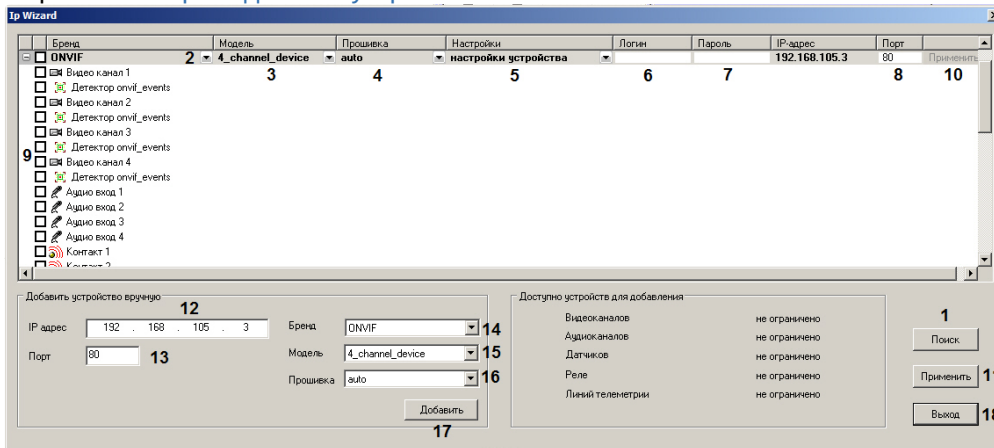 Ip Wizard
Бренд Модель Прошивка Настройки Логин Пароль IP-адрес Порт
ONVIF 2 4_channel_device auto настройки устройства 192.168.105.3 80 Применить
3 4 5 6 7 8 10
Видео канал 1
Детектор onvif_events
Видео канал 2
Детектор onvif_events
Видео канал 3
Детектор onvif_events
9
Видео канал 4
Детектор onvif_events
Аудио вход 1
Аудио вход 2
Аудио вход 3
Аудио вход 4
Контакт 1
Контакт 2
Добавить устройство вручную
12
IP адрес 192 . 168 . 105 . 3
Порт 80 13
Бренд ONVIF 14
Модель 4_channel_device 15
Прошивка auto 16
Добавить
17
Доступно устройств для добавления
Видеоканалов не ограничено
Аудиоканалов не ограничено
Датчиков не ограничено
Реле не ограничено
Линий телеметрии не ограничено
1
Поиск
Применить
Выход